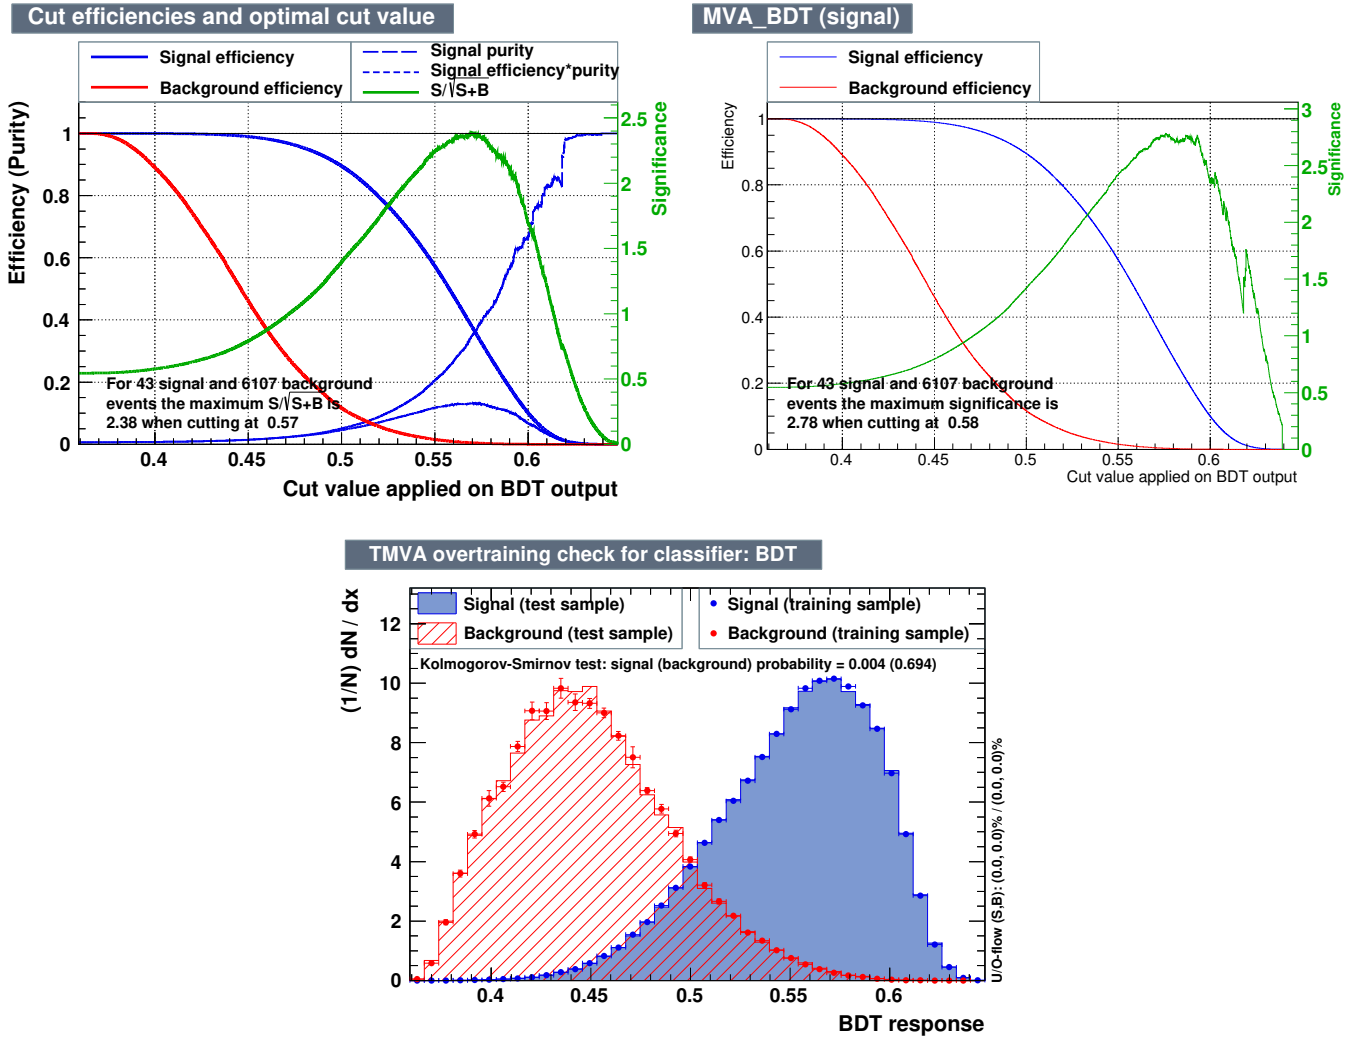 Cut efficiencies and optimal cut value
Signal efficiency
Background efficiency
Signal purity
Signal efficiency*purity
S/√S+B
Efficiency (Purity)
1
0.8
0.6
0.4
0.2
0
0.4
0.45
0.5
0.55
0.6
2.5
2
1.5
1
0.5
0
Significance
For 43 signal and 6107 background
events the maximum S/√S+B is
2.38 when cutting at 0.57
Cut value applied on BDT output
MVA_BDT (signal)
Signal efficiency
Background efficiency
Efficiency
1
0.8
0.6
0.4
0.2
0
0.4
0.45
0.5
0.55
0.6
3
2.5
2
1.5
1
0.5
0
Significance
For 43 signal and 6107 background
events the maximum significance is
2.78 when cutting at 0.58
Cut value applied on BDT output
TMVA overtraining check for classifier: BDT
Signal (test sample)
Background (test sample)
Signal (training sample)
Background (training sample)
Kolmogorov-Smirnov test: signal (background) probability = 0.004 (0.694)
(1/N) dN / dx
12
10
8
6
4
2
0
0.4
0.45
0.5
0.55
0.6
BDT response
U/O-flow (S,B): (0.0, 0.0)% / (0.0, 0.0)%